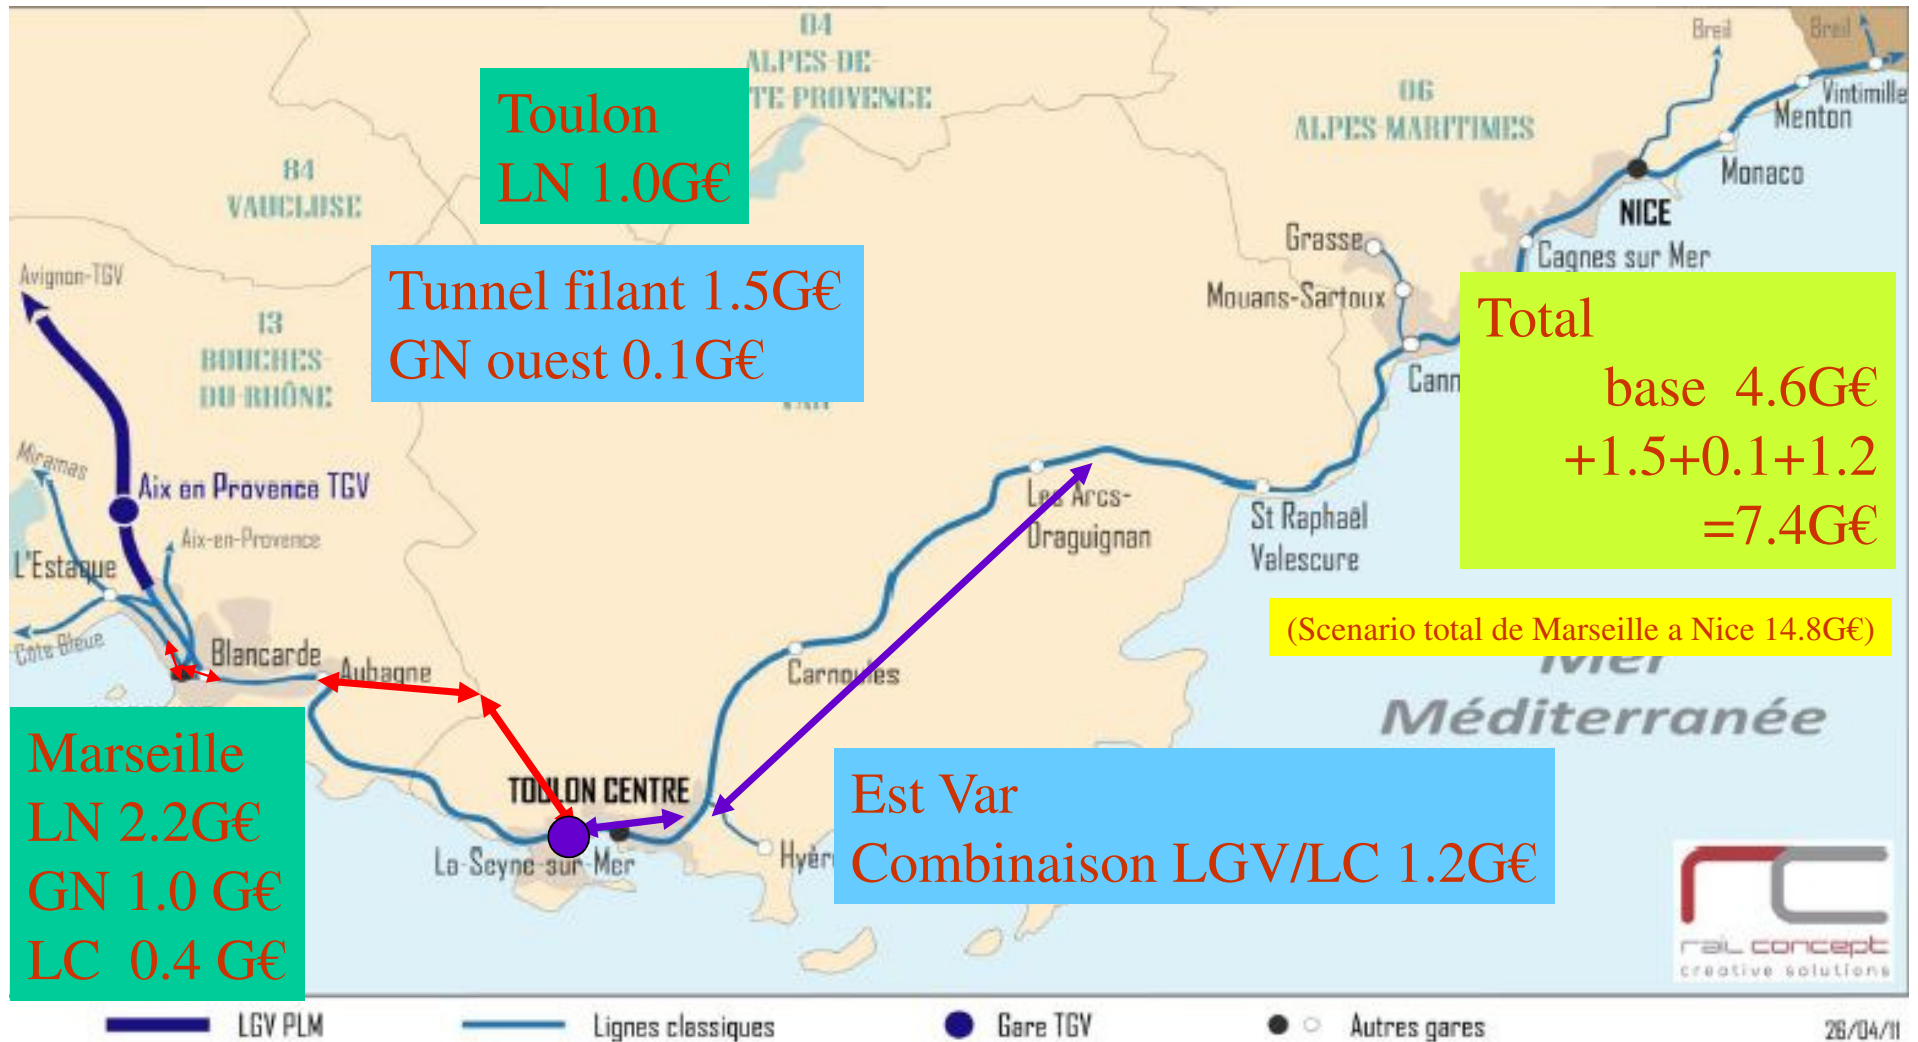 04
ALPES-DE-
TE-PROVENCE
Breil
Breil
Toulon
LN 1.0G€
06
ALPES-MARITIMES
Vintimille
Menton
Monaco
84
VAUCLUSE
NICE
Grasse
Cagnes sur Mer
Avignon-TGV
Tunnel filant 1.5G€
GN ouest 0.1G€
Mouans-Sartoux
13
BOUCHES-
DU-RHÔNE
Total
base 4.6G€
+1.5+0.1+1.2
=7.4G€
Cann
Miramas
Aix en Provence TGV
Les Arcs-
Draguignan
St Raphaël
Valescure
Aix-en-Provence
L'Estaque
(Scenario total de Marseille a Nice 14.8G€)
Côte Bleue
Blancarde
Aubagne
Carnoules
Mer
Méditerranée
Marseille
LN 2.2G€
GN 1.0 G€
LC 0.4 G€
TOULON CENTRE
La-Seyne-sur-Mer
Hyèr
Est Var
Combinaison LGV/LC 1.2G€
rail concept
creative solutions
LGV PLM
Lignes classiques
Gare TGV
Autres gares
26/04/11